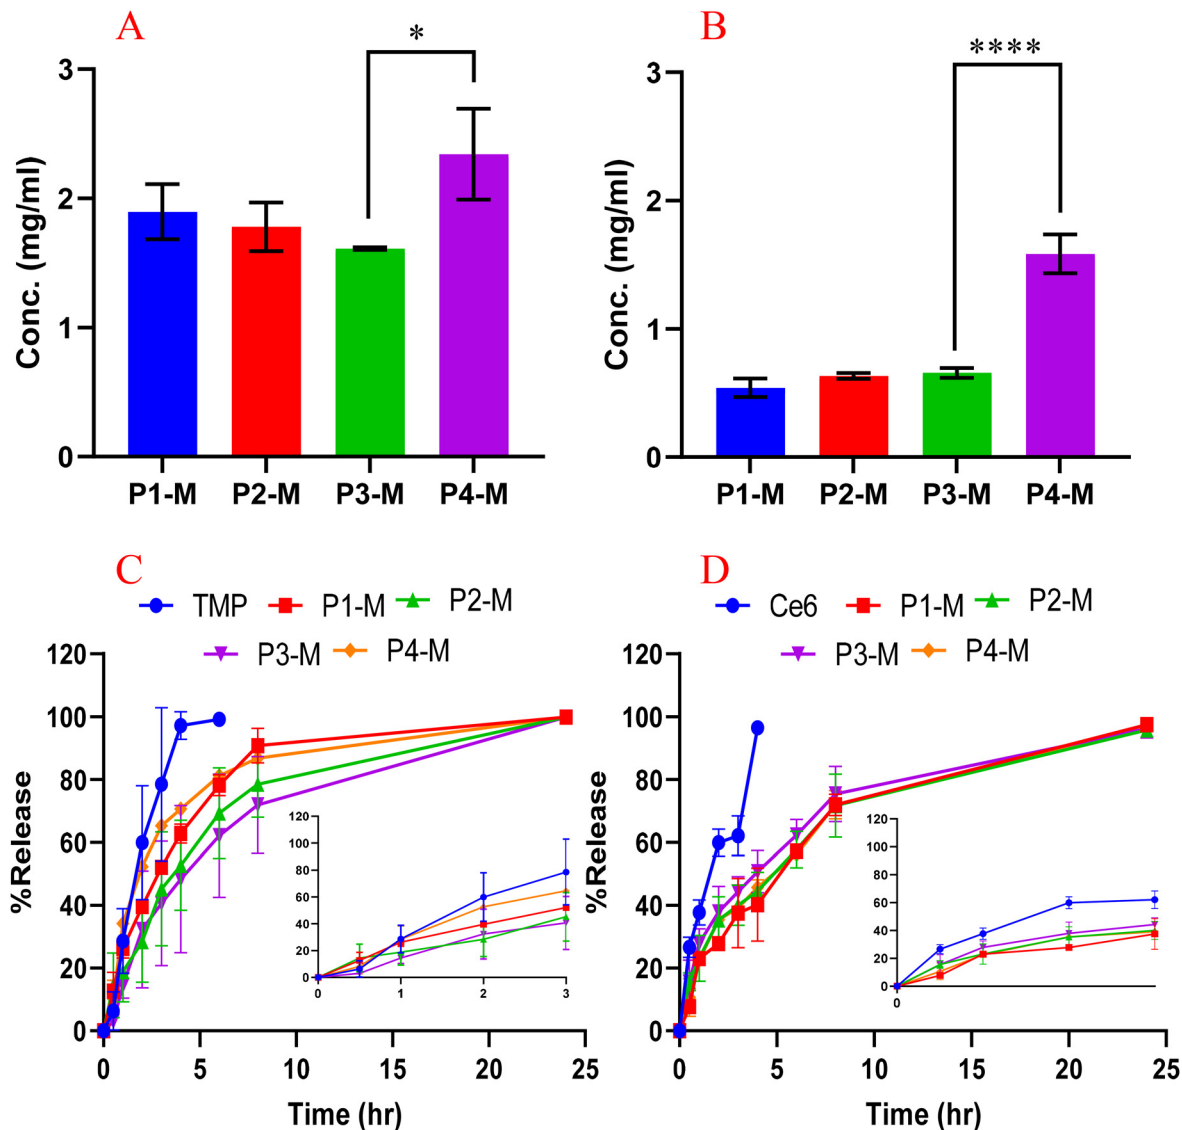 A
*
3
2
1
0
Conc. (mg/ml)
P1-M P2-M P3-M P4-M
B
****
3
2
1
0
Conc. (mg/ml)
P1-M P2-M P3-M P4-M
C
TMP P1-M P2-M
P3-M P4-M
120
100
80
60
40
20
0
%Release
0 5 10 15 20 25
Time (hr)
120
100
80
60
40
20
0
0 1 2 3
D
Ce6 P1-M P2-M
P3-M P4-M
120
100
80
60
40
20
0
%Release
0 5 10 15 20 25
Time (hr)
120
100
80
60
40
20
0
0